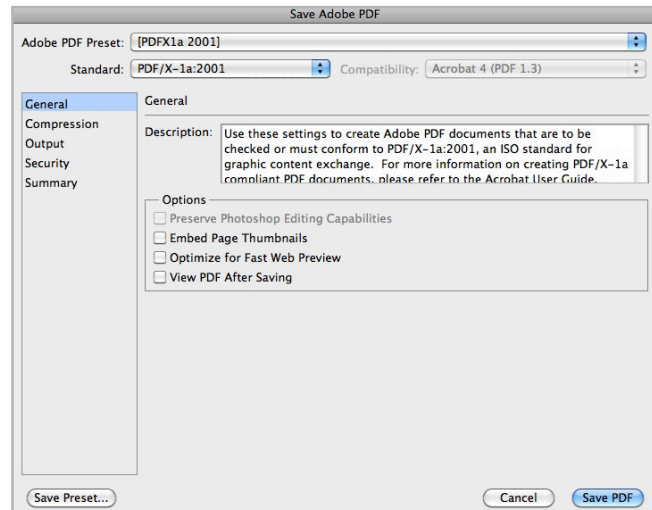 Save Adobe PDF
Adobe PDF Preset: [PDFX1a 2001]
Standard: PDF/X-1a:2001 Compatibility: Acrobat 4 (PDF 1.3)
General
Compression
Output
Security
Summary
General
Description: Use these settings to create Adobe PDF documents that are to be
checked or must conform to PDF/X-1a:2001, an ISO standard for
graphic content exchange. For more information on creating PDF/X-1a
compliant PDF documents, please refer to the Acrobat User Guide.
Options
Preserve Photoshop Editing Capabilities
Embed Page Thumbnails
Optimize for Fast Web Preview
View PDF After Saving
Save Preset... Cancel Save PDF